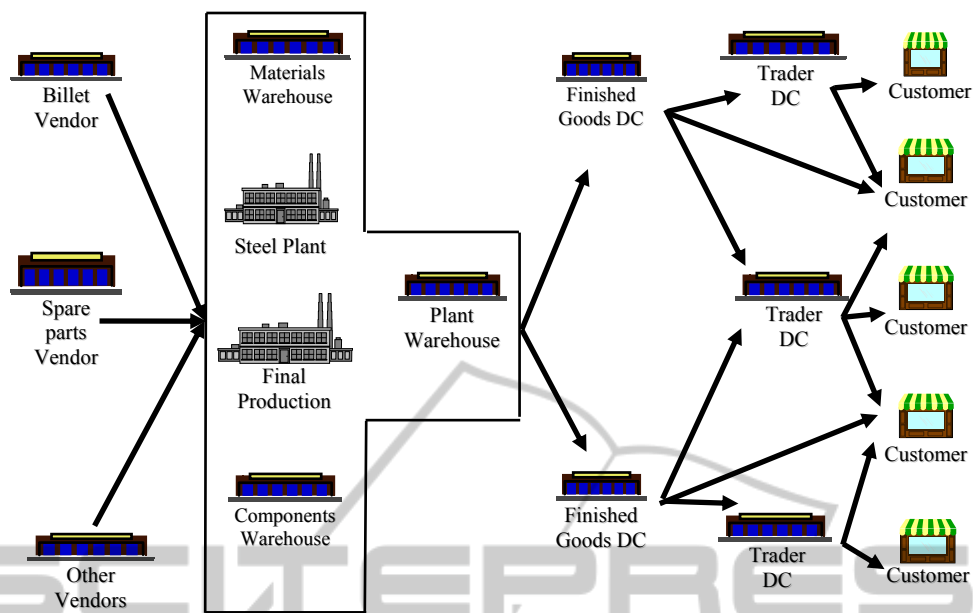 Billet
Vendor
Spare
parts
Vendor
Other
Vendors
Materials
Warehouse
Steel Plant
Final
Production
Components
Warehouse
Plant
Warehouse
Finished
Goods DC
Finished
Goods DC
Trader
DC
Trader
DC
Trader
DC
Customer
Customer
Customer
Customer
Customer
SCITEPRESS